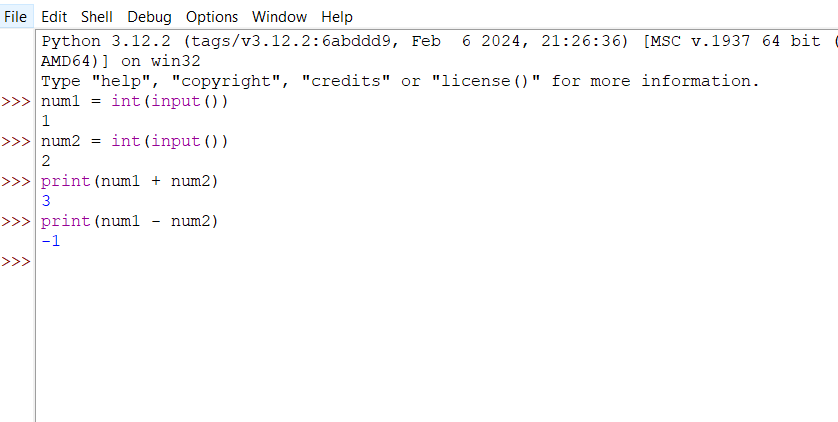 File Edit Shell Debug Options Window Help
Python 3.12.2 (tags/v3.12.2:6abddd9, Feb  6 2024, 21:26:36) [MSC v.1937 64 bit (
AMD64)] on win32
Type "help", "copyright", "credits" or "license()" for more information.
>>> num1 = int(input())
1
>>> num2 = int(input())
2
>>> print(num1 + num2)
3
>>> print(num1 - num2)
-1
>>>